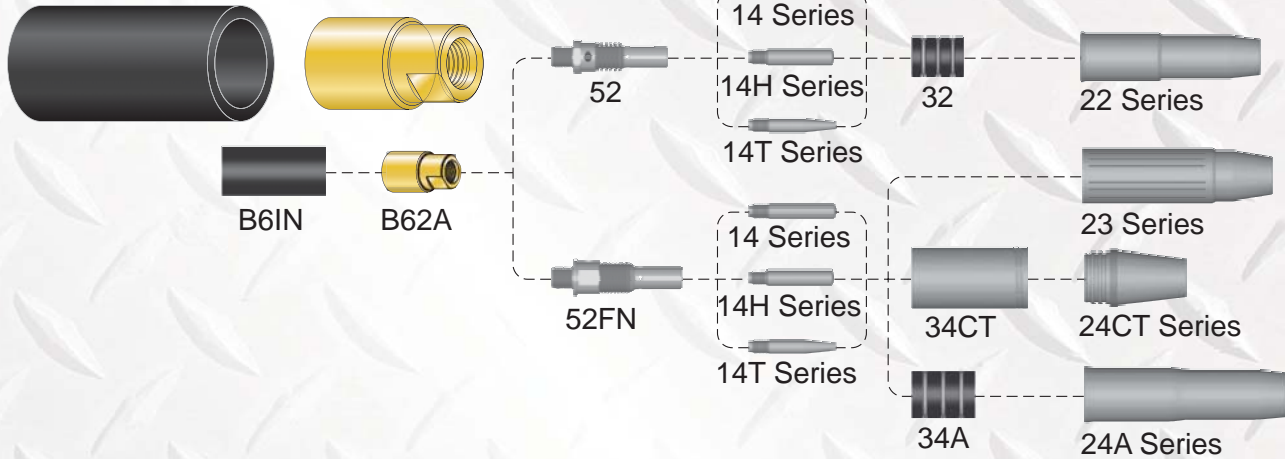 14 Series
52
14H Series
32
22 Series
14T Series
B6IN
B62A
23 Series
14 Series
52FN
14H Series
34CT
24CT Series
14T Series
34A
24A Series